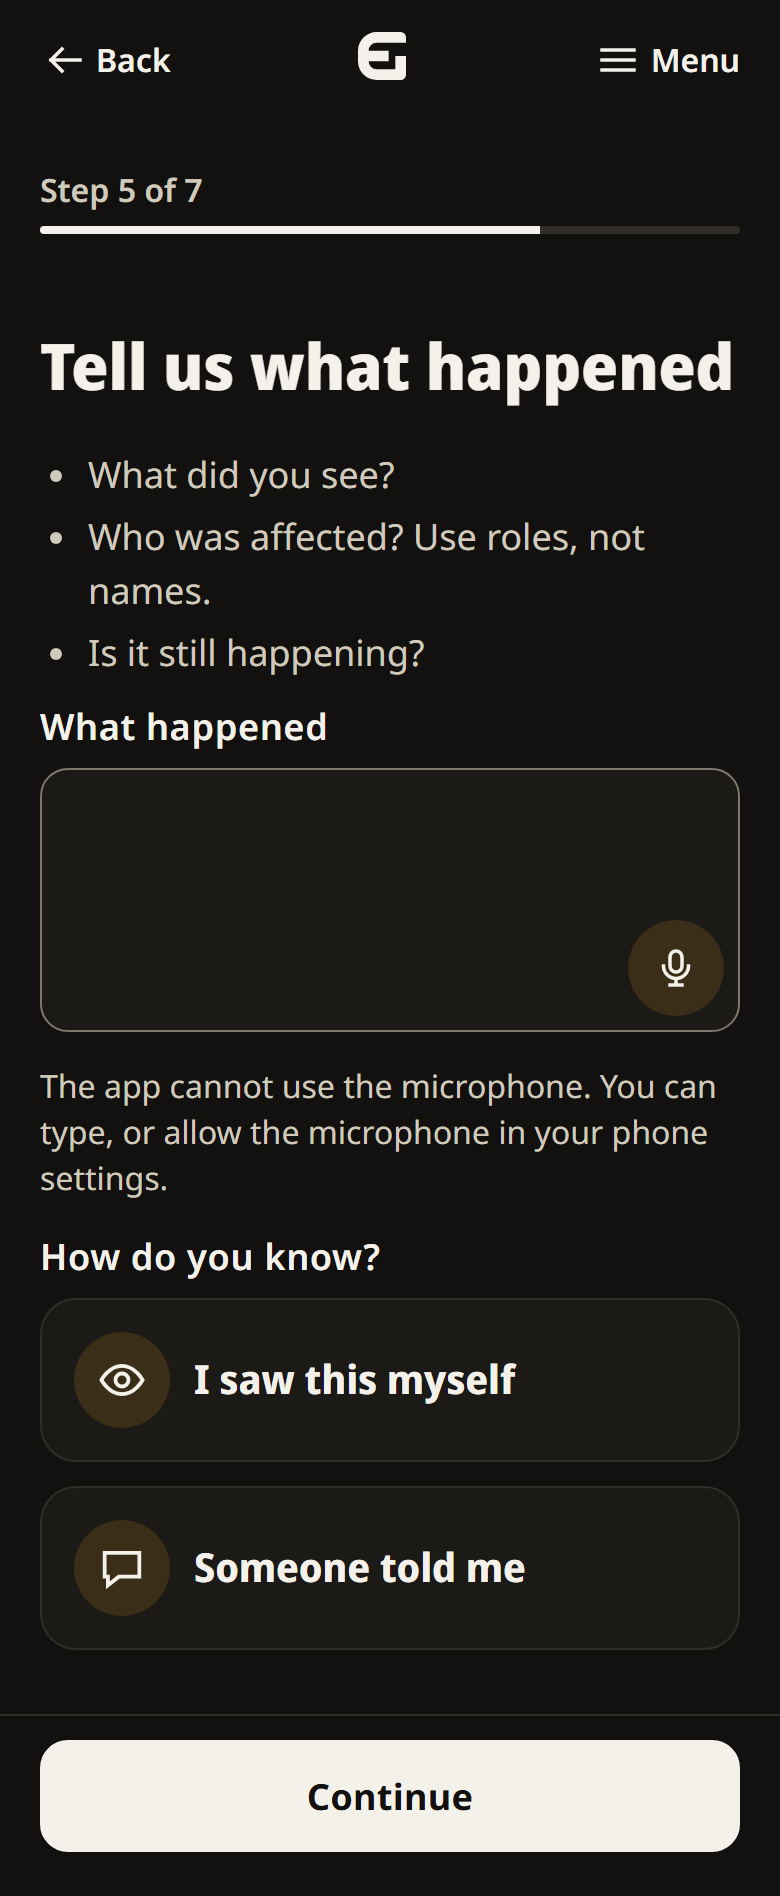 Back
Menu
Step 5 of 7
Tell us what happened
What did you see?
Who was affected? Use roles, not
names.
Is it still happening?
What happened
The app cannot use the microphone. You can
type, or allow the microphone in your phone
settings.
How do you know?
I saw this myself
Someone told me
Continue